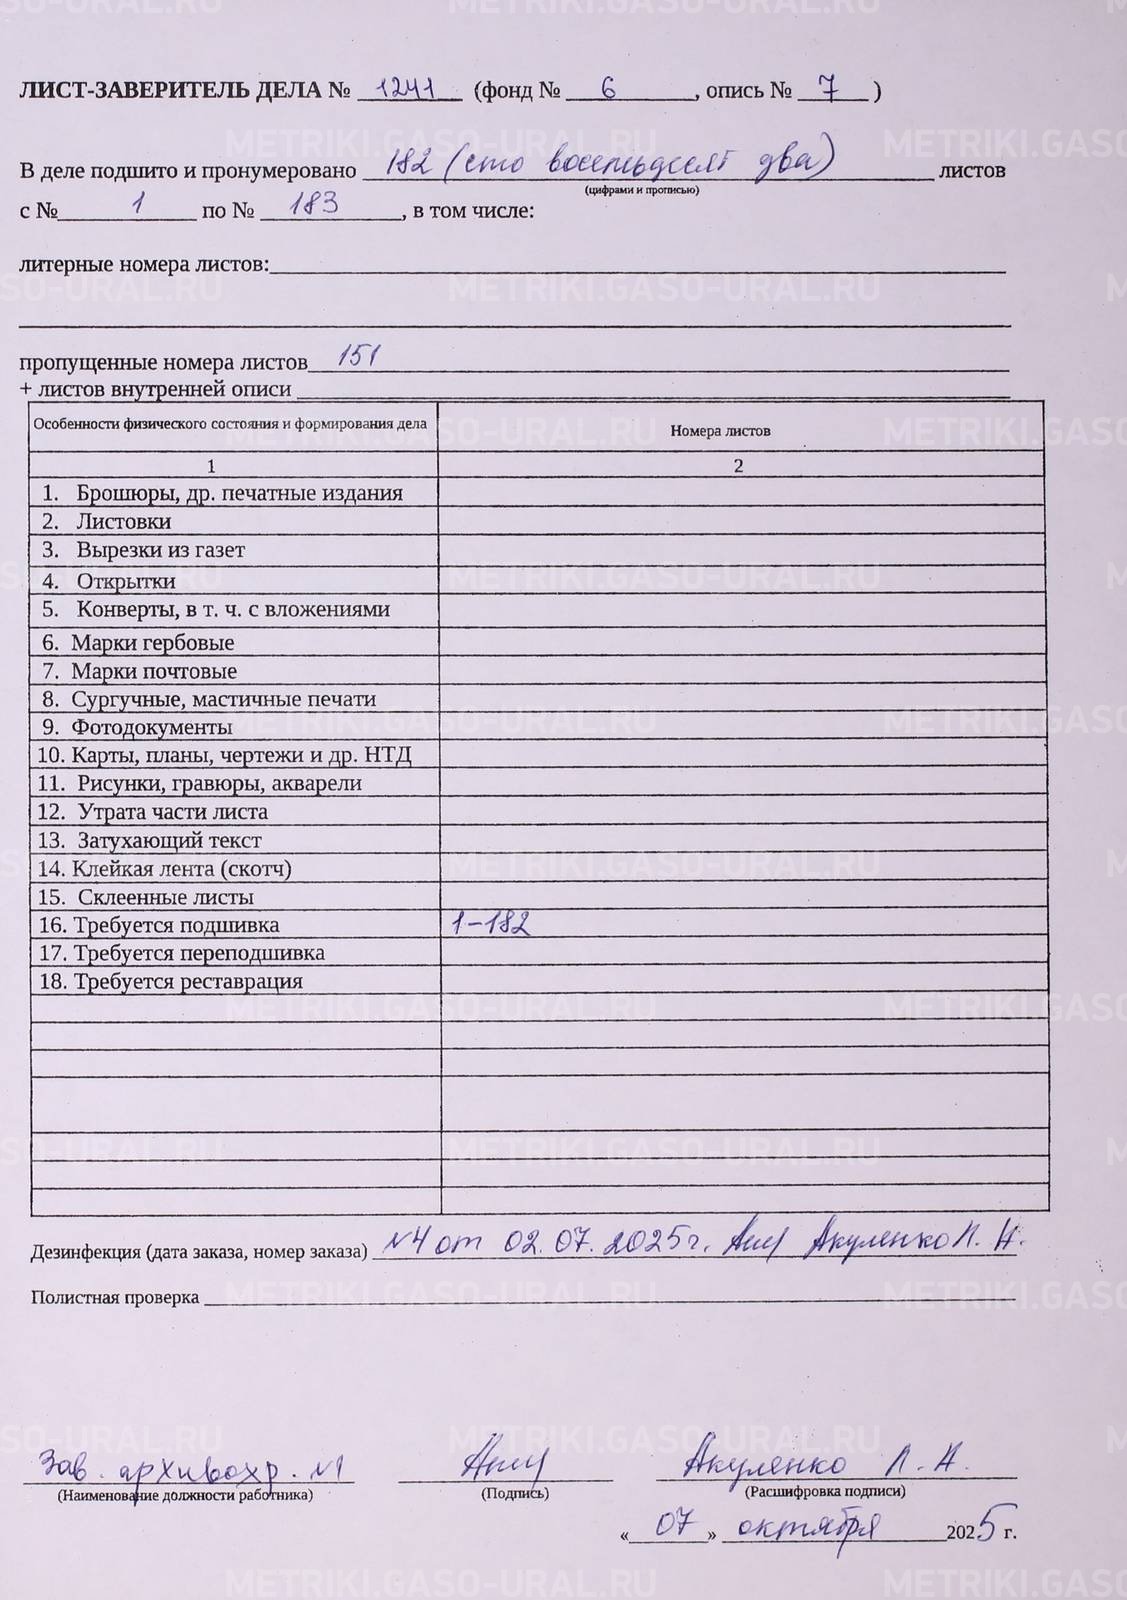 ЛИСТ-ЗАВЕРИТЕЛЬ ДЕЛА № 1241 (фонд № 6, опись № 7)
В деле подшито и пронумеровано 182 (сто восемьдесят два) листов
(цифрами и прописью)
с № 1 по № 183, в том числе:
литерные номера листов:
пропущенные номера листов 151
+ листов внутренней описи
Особенности физического состояния и формирования дела Номера листов
1 2
1. Брошюры, др. печатные издания
2. Листовки
3. Вырезки из газет
4. Открытки
5. Конверты, в т. ч. с вложениями
6. Марки гербовые
7. Марки почтовые
8. Сургучные, мастичные печати
9. Фотодокументы
10. Карты, планы, чертежи и др. НТД
11. Рисунки, гравюры, акварели
12. Утрата части листа
13. Затухающий текст
14. Клейкая лента (скотч)
15. Склеенные листы
16. Требуется подшивка 1-182
17. Требуется переподшивка
18. Требуется реставрация
Дезинфекция (дата заказа, номер заказа) №4 от 02.07.2025г. Акуленко Л. А.
Полистная проверка
Зав. архивохр. №1 Акуленко Л. А.
(Наименование должности работника) (Подпись) (Расшифровка подписи)
«07» октября 2025 г.
METRIKI.GASO-URAL.RU